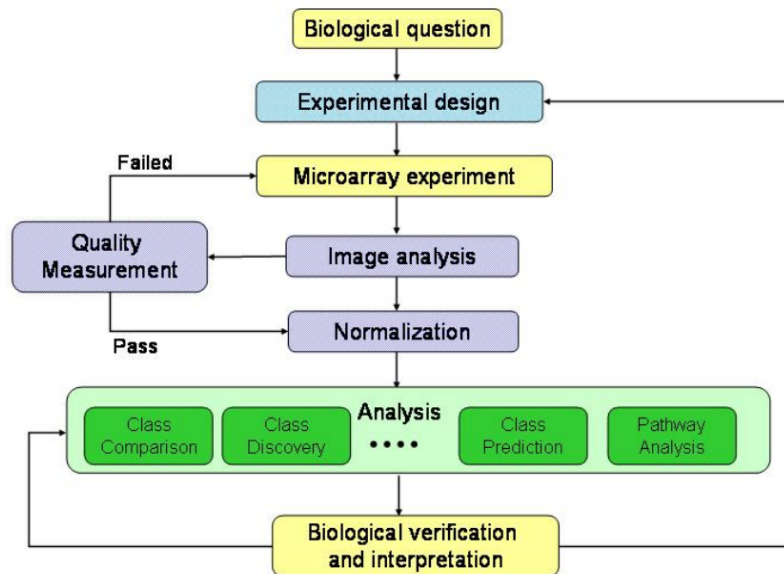 Biological question
Experimental design
Failed
Microarray experiment
Quality
Measurement
Image analysis
Normalization
Pass
Analysis
Class
Comparison
Class
Discovery
••••
Class
Prediction
Pathway
Analysis
Biological verification
and interpretation